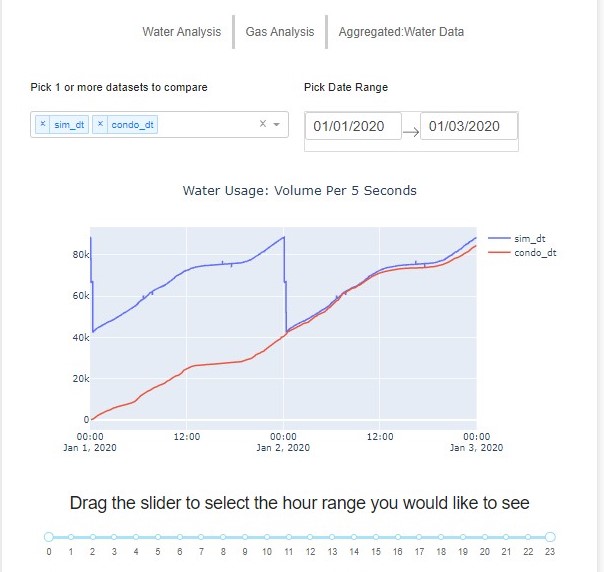 Water Analysis Gas Analysis Aggregated:Water Data
Pick 1 or more datasets to compare Pick Date Range
× sim_dt × condo_dt × 01/01/2020 → 01/03/2020
Water Usage: Volume Per 5 Seconds
sim_dt
condo_dt
80k
60k
40k
20k
0
00:00 12:00 00:00 12:00 00:00
Jan 1, 2020 Jan 2, 2020 Jan 3, 2020
Drag the slider to select the hour range you would like to see
0 1 2 3 4 5 6 7 8 9 10 11 12 13 14 15 16 17 18 19 20 21 22 23